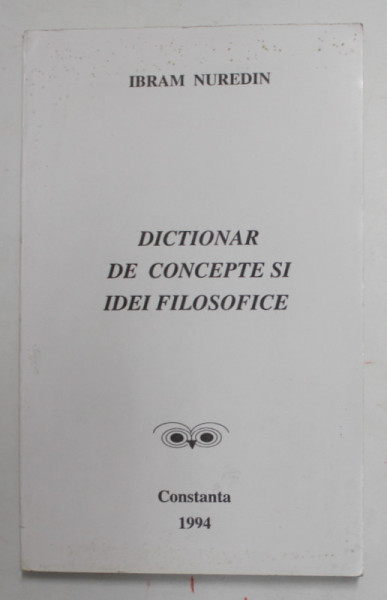 IBRAM NUREDIN
DICTIONAR
DE CONCEPTE SI
IDEI FILOSOFICE
Constanta
1994